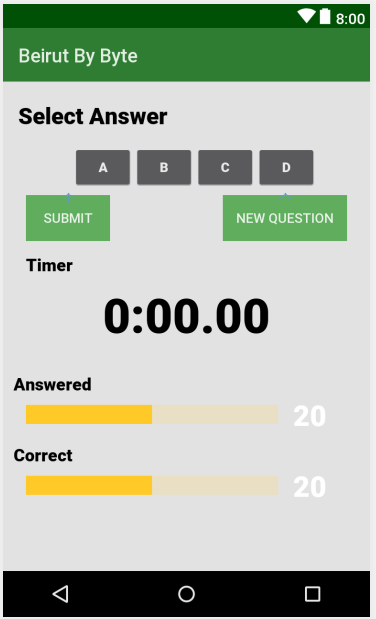 8:00
Beirut By Byte
Select Answer
A B C D
SUBMIT NEW QUESTION
Timer
0:00.00
Answered
20
Correct
20